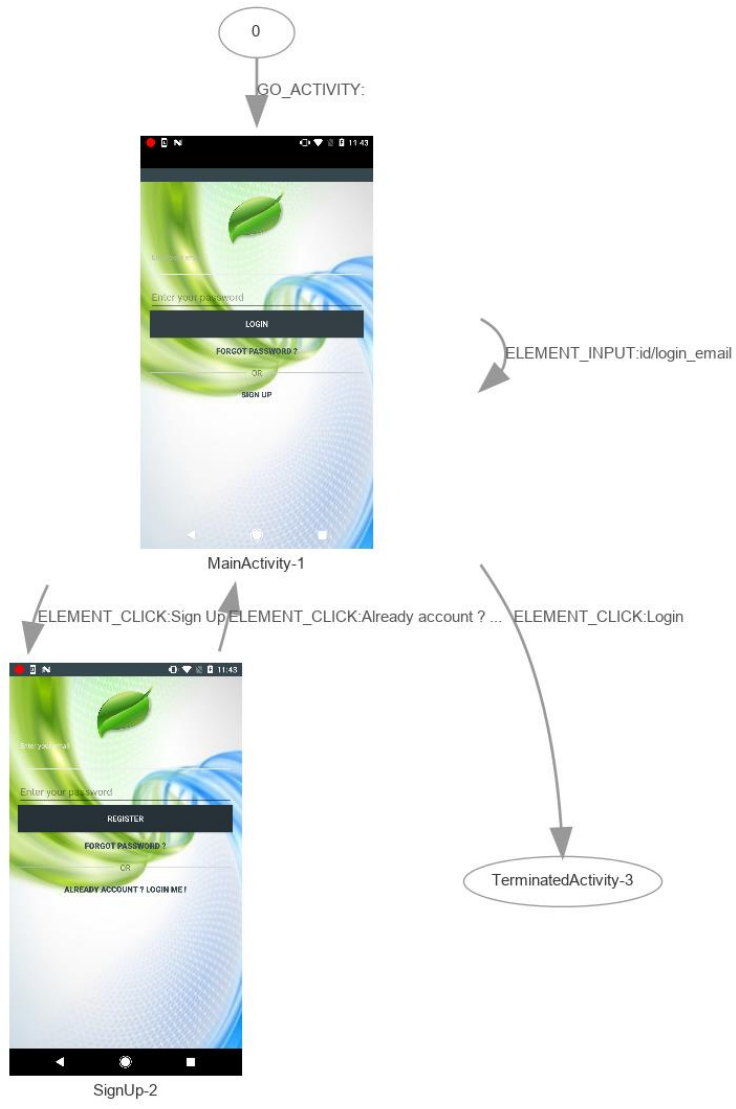 0
GO_ACTIVITY:
11:43
Enter your password
LOGIN
FORGOT PASSWORD ?
OR
SIGN UP
ELEMENT_INPUT:id/login_email
MainActivity-1
ELEMENT_CLICK:Sign Up
ELEMENT_CLICK:Already account ? ...
ELEMENT_CLICK:Login
11:43
Enter your email
Enter your password
REGISTER
FORGOT PASSWORD ?
OR
ALREADY ACCOUNT ? LOGIN ME !
TerminatedActivity-3
SignUp-2